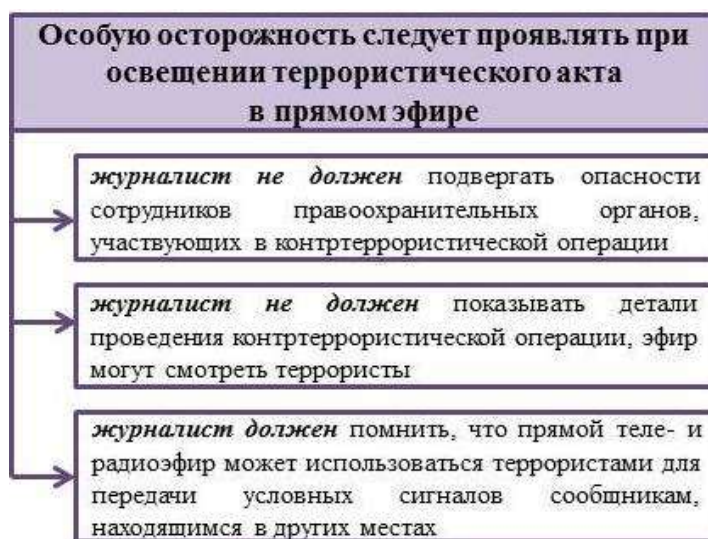 Особую осторожность следует проявлять при
освещении террористического акта
в прямом эфире
журналист не должен подвергать опасности
сотрудников правоохранительных органов,
участвующих в контртеррористической операции
журналист не должен показывать детали
проведения контртеррористической операции, эфир
могут смотреть террористы
журналист должен помнить, что прямой теле- и
радиоэфир может использоваться террористами для
передачи условных сигналов сообщникам,
находящимся в других местах